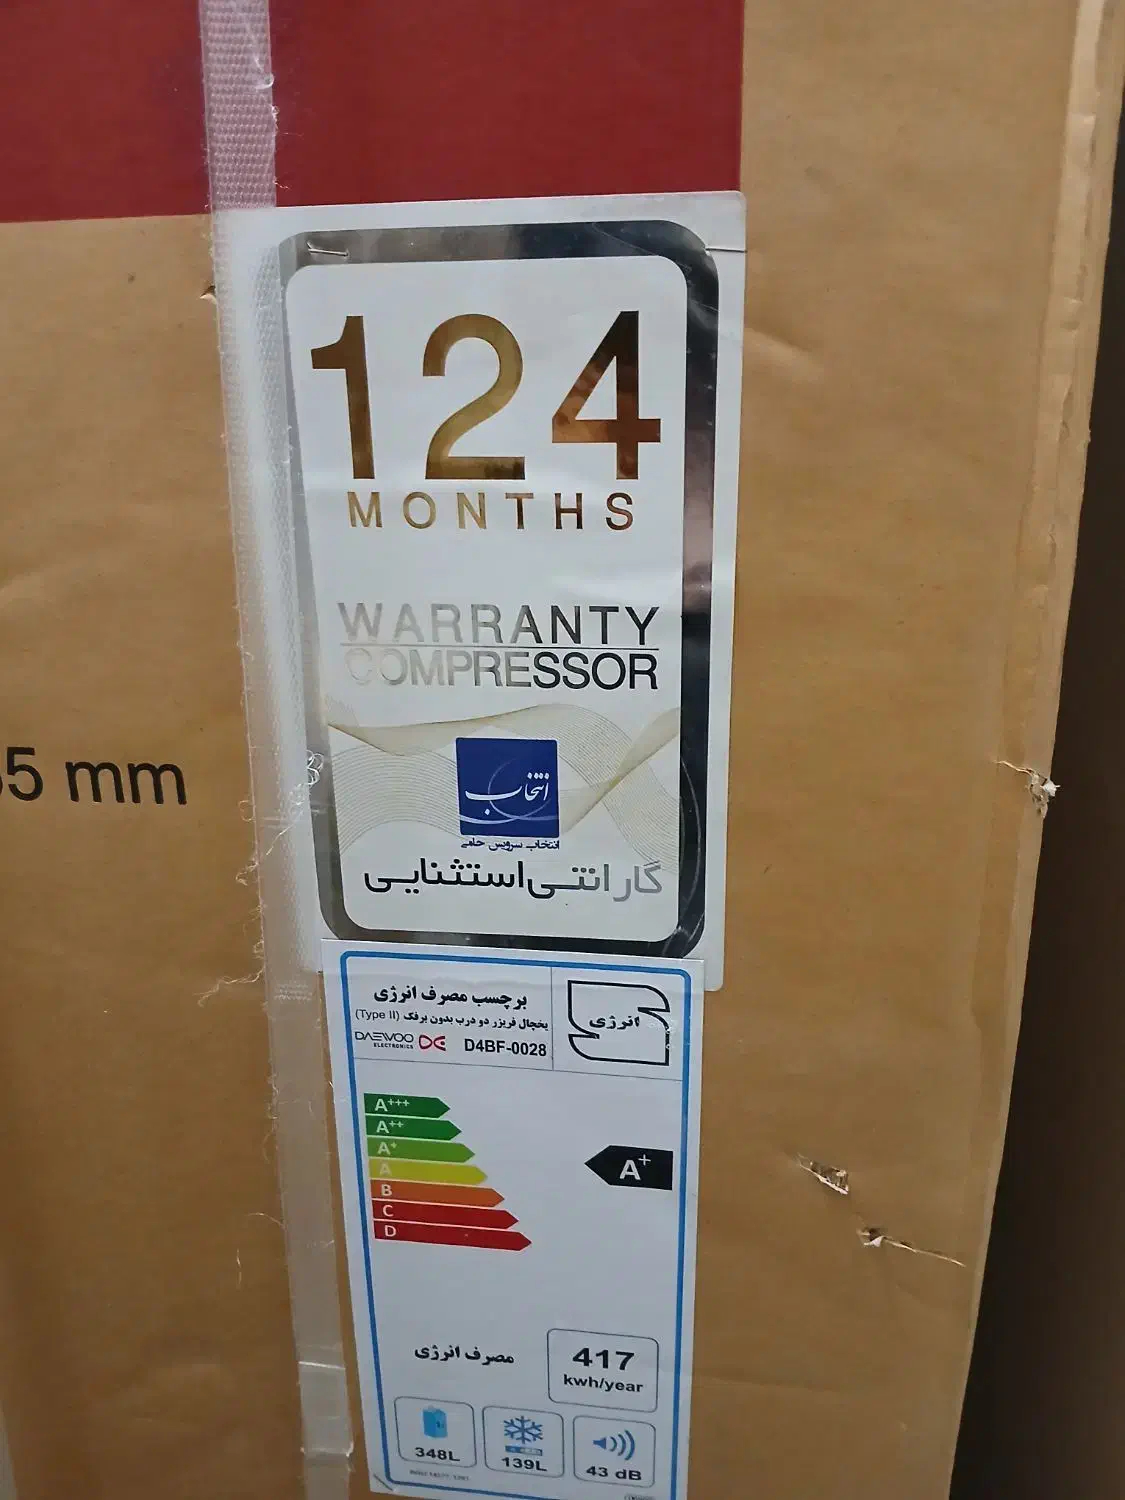 124
MONTHS
WARRANTY
COMPRESSOR
5 mm
انتخاب
انتخاب سرویس حامی
گارانتی استثنایی
برچسب مصرف انرژی
یخچال فریزر دو درب بدون برفک (Type II)
DAEWOO
ELECTRONICS
D4BF-0028
انرژی
A+++
A++
A+
A
B
C
D
A+
مصرف انرژی
417
kwh/year
348L
139L
43 dB